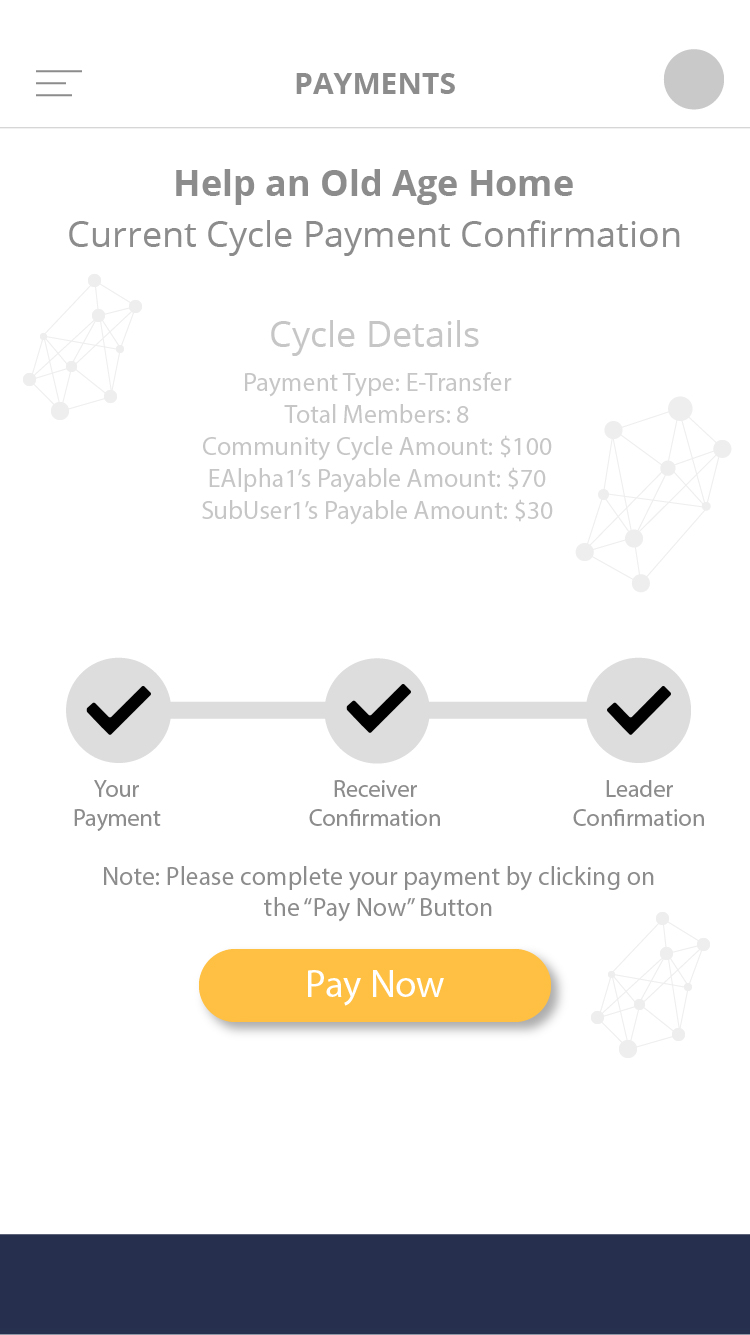 PAYMENTS
Help an Old Age Home
Current Cycle Payment Confirmation
Cycle Details
Payment Type: E-Transfer
Total Members: 8
Community Cycle Amount: $100
EAlpha1’s Payable Amount: $70
SubUser1’s Payable Amount: $30
Your
Payment
Receiver
Confirmation
Leader
Confirmation
Note: Please complete your payment by clicking on
the “Pay Now” Button
Pay Now